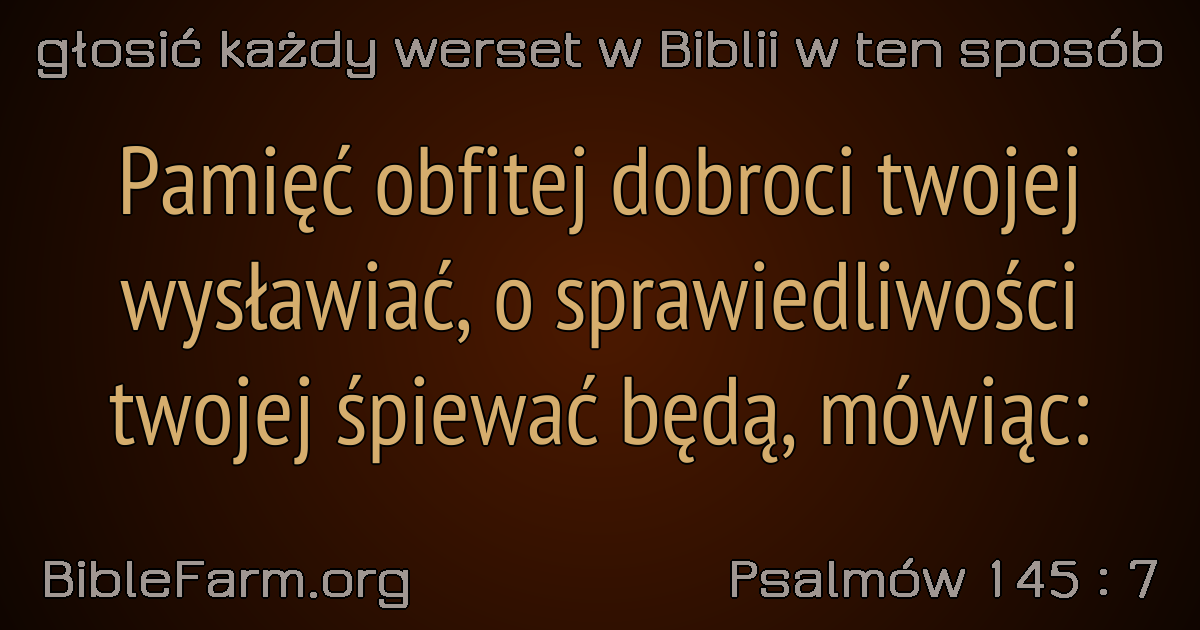 głosić każdy werset w Biblii w ten sposób
Pamięć obfitej dobroci twojej
wysławiać, o sprawiedliwości
twojej śpiewać będą, mówiąc:
BibleFarm.org
Psalmów 145 : 7